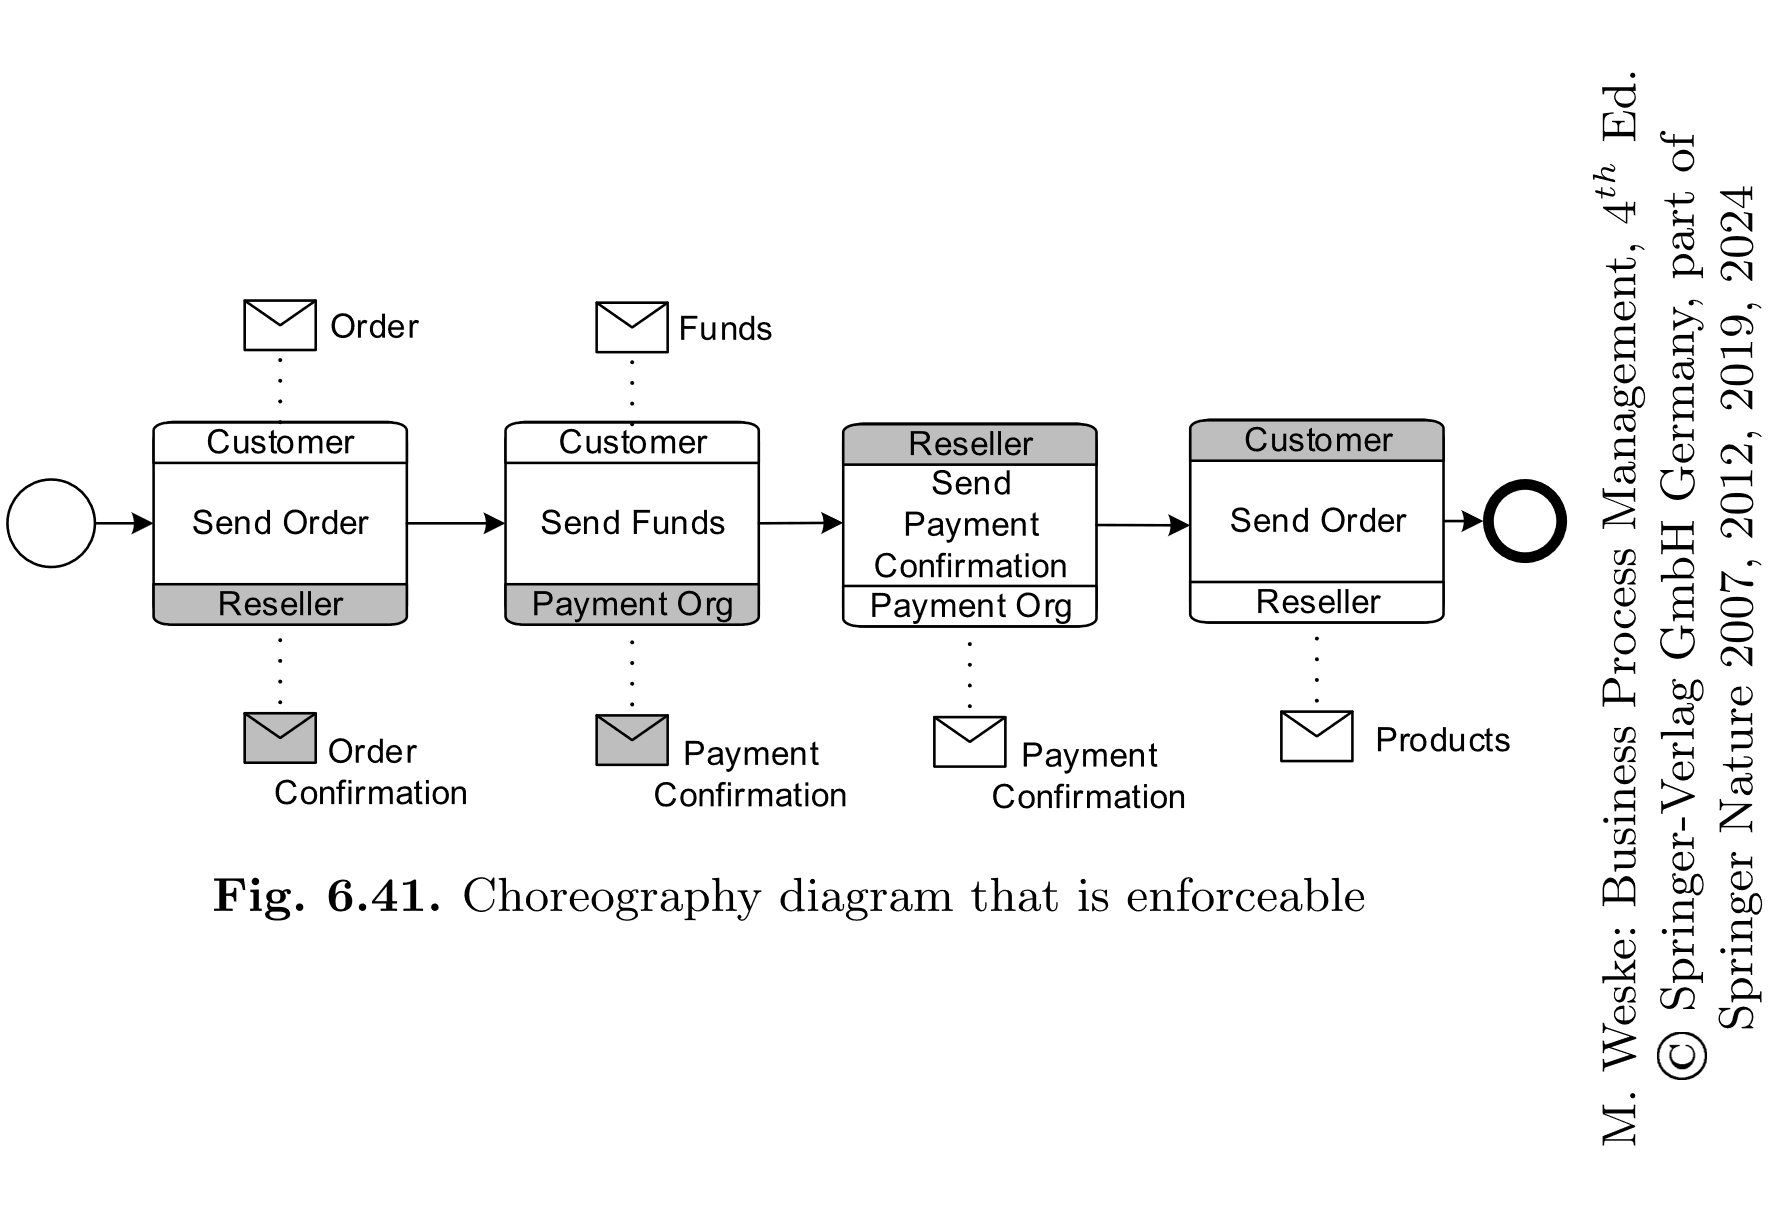 Order
Funds
Customer
Send Order
Reseller
Customer
Send Funds
Payment Org
Reseller
Send
Payment
Confirmation
Payment Org
Customer
Send Order
Reseller
Order
Confirmation
Payment
Confirmation
Payment
Confirmation
Products
Fig. 6.41. Choreography diagram that is enforceable
M. Weske: Business Process Management, 4th Ed.
© Springer-Verlag GmbH Germany, part of
Springer Nature 2007, 2012, 2019, 2024